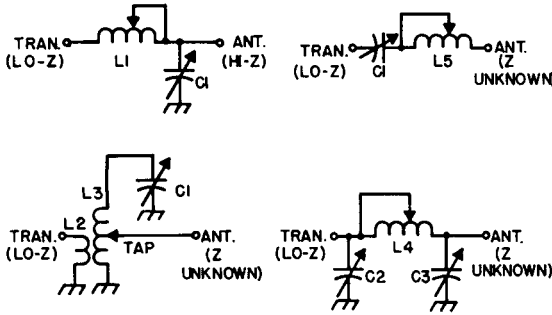 TRAN.
(LO-Z)
L1
C1
ANT.
(HI-Z)
TRAN.
(LO-Z)
C1
L5
ANT.
(Z
UNKNOWN)
L3
C1
L2
TRAN.
(LO-Z)
TAP
ANT.
(Z
UNKNOWN)
TRAN.
(LO-Z)
L4
C2
C3
ANT.
(Z
UNKNOWN)